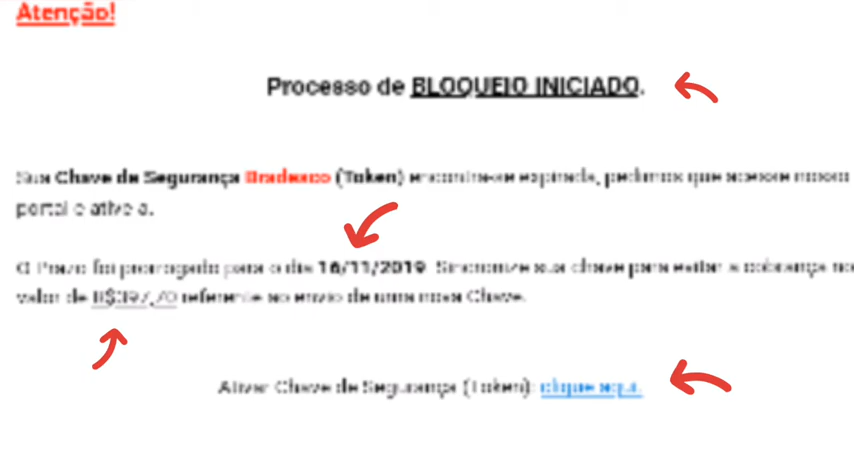 Atenção!
Processo de BLOQUEIO INICIADO.
Sua Chave de Segurança Bradesco (Token) encontra-se expirada, pedimos que acesse nosso
portal e ative a.
O Prazo foi prorrogado para o dia 16/11/2019. Sincronize sua chave para evitar a cobrança no
valor de R$397,70 referente ao envio de uma nova Chave.
Ativar Chave de Segurança (Token): clique aqui.